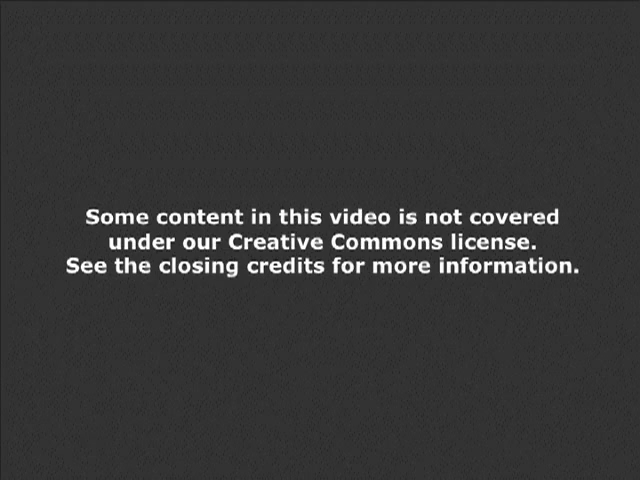 Some content in this video is not covered
under our Creative Commons license.
See the closing credits for more information.